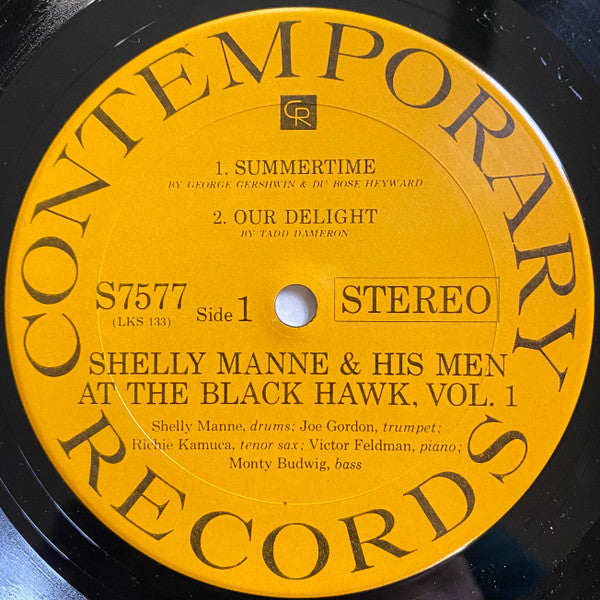 CONTEMPORARY
CR
1. SUMMERTIME
BY GEORGE GERSHWIN & DU BOSE HEYWARD
2. OUR DELIGHT
BY TADD DAMERON
S7577
(LKS 133)
Side 1
STEREO
SHELLY MANNE & HIS MEN
AT THE BLACK HAWK, VOL. 1
Shelly Manne, drums; Joe Gordon, trumpet;
Richie Kamuca, tenor sax; Victor Feldman, piano;
Monty Budwig, bass
RECORDS